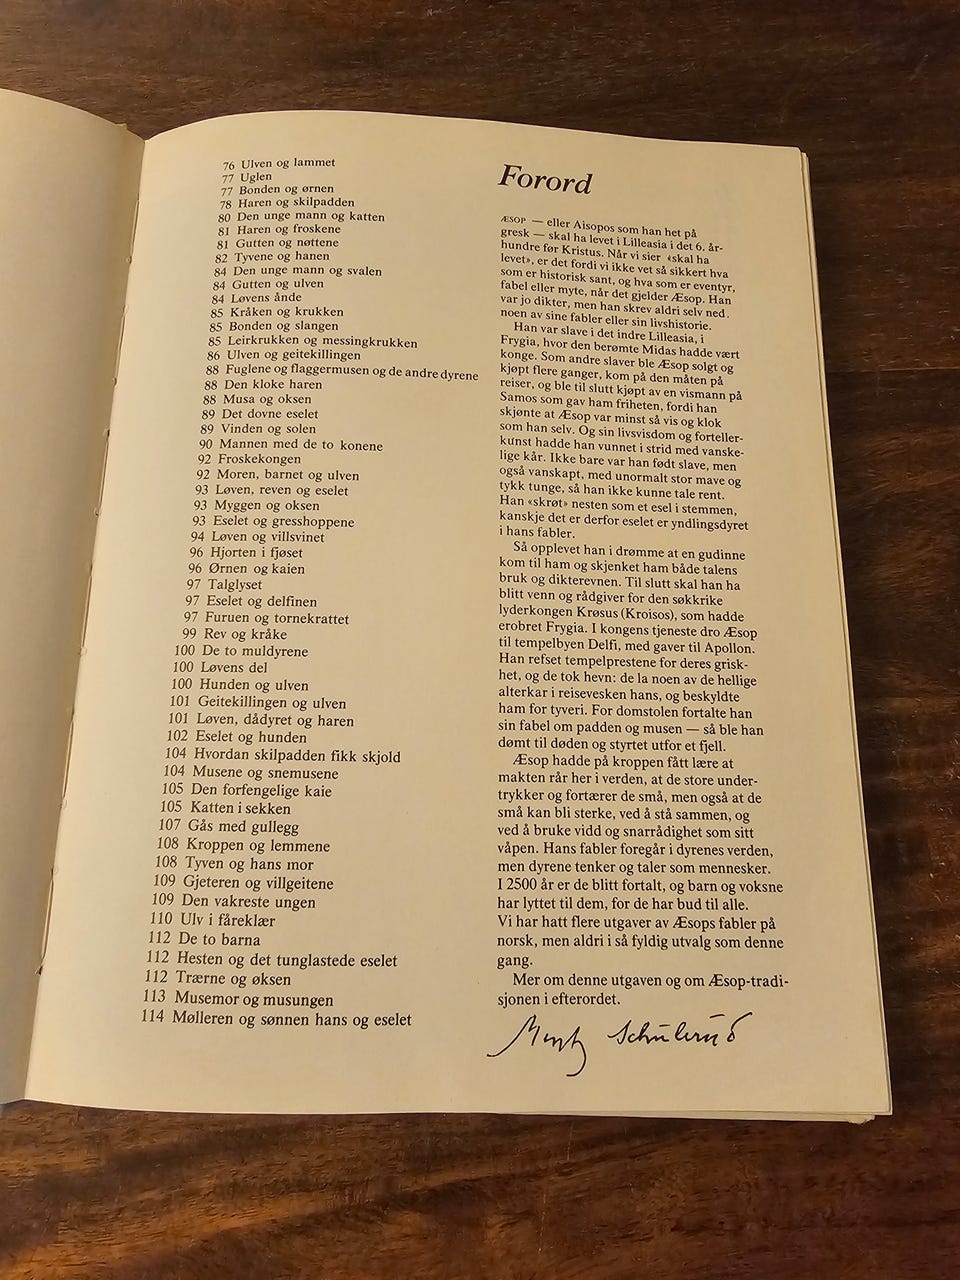 76 Ulven og lammet
77 Uglen
77 Bonden og ørnen
78 Haren og skilpadden
80 Den unge mann og katten
81 Haren og froskene
81 Gutten og nøttene
82 Tyvene og hanen
84 Den unge mann og svalen
84 Gutten og ulven
84 Løvens ånde
85 Kråken og krukken
85 Bonden og slangen
85 Leirkrukken og messingkrukken
86 Ulven og geitekillingen
88 Fuglene og flaggermusen og de andre dyrene
88 Den kloke haren
88 Musa og oksen
89 Det dovne eselet
89 Vinden og solen
90 Mannen med de to konene
92 Froskekongen
92 Moren, barnet og ulven
93 Løven, reven og eselet
93 Myggen og oksen
93 Eselet og gresshoppene
94 Løven og villsvinet
96 Hjorten i fjøset
96 Ørnen og kaien
97 Talglyset
97 Eselet og delfinen
97 Furuen og tornekrattet
99 Rev og kråke
100 De to muldyrene
100 Løvens del
100 Hunden og ulven
101 Geitekillingen og ulven
101 Løven, dådyret og haren
102 Eselet og hunden
104 Hvordan skilpadden fikk skjold
104 Musene og snemusene
105 Den forfengelige kaie
105 Katten i sekken
107 Gås med gullegg
108 Kroppen og lemmene
108 Tyven og hans mor
109 Gjeteren og villgeitene
109 Den vakreste ungen
110 Ulv i fåreklær
112 De to barna
112 Hesten og det tunglastede eselet
112 Trærne og øksen
113 Musemor og musungen
114 Mølleren og sønnen hans og eselet
Forord
ÆSOP — eller Aisopos som han het på
gresk — skal ha levet i Lilleasia i det 6. år-
hundre før Kristus. Når vi sier «skal ha
levet», er det fordi vi ikke vet så sikkert hva
som er historisk sant, og hva som er eventyr,
fabel eller myte, når det gjelder Æsop. Han
var jo dikter, men han skrev aldri selv ned
noen av sine fabler eller sin livshistorie.
Han var slave i det indre Lilleasia, i
Frygia, hvor den berømte Midas hadde vært
konge. Som andre slaver ble Æsop solgt og
kjøpt flere ganger, kom på den måten på
reiser, og ble til slutt kjøpt av en vismann på
Samos som gav ham friheten, fordi han
skjønte at Æsop var minst så vis og klok
som han selv. Og sin livsvisdom og forteller-
kunst hadde han vunnet i strid med vanske-
lige kår. Ikke bare var han født slave, men
også vanskapt, med unormalt stor mave og
tykk tunge, så han ikke kunne tale rent.
Han «skrøt» nesten som et esel i stemmen,
kanskje det er derfor eselet er yndlingsdyret
i hans fabler.
Så opplevet han i drømme at en gudinne
kom til ham og skjenket ham både talens
bruk og dikterevnen. Til slutt skal han ha
blitt venn og rådgiver for den søkkrike
lyderkongen Krøsus (Kroisos), som hadde
erobret Frygia. I kongens tjeneste dro Æsop
til tempelbyen Delfi, med gaver til Apollon.
Han refset tempelprestene for deres grisk-
het, og de tok hevn: de la noen av de hellige
alterkar i reisevesken hans, og beskyldte
ham for tyveri. For domstolen fortalte han
sin fabel om padden og musen — så ble han
dømt til døden og styrtet utfor et fjell.
Æsop hadde på kroppen fått lære at
makten rår her i verden, at de store under-
trykker og fortærer de små, men også at de
små kan bli sterke, ved å stå sammen, og
ved å bruke vidd og snarrådighet som sitt
våpen. Hans fabler foregår i dyrenes verden,
men dyrene tenker og taler som mennesker.
I 2500 år er de blitt fortalt, og barn og voksne
har lyttet til dem, for de har bud til alle.
Vi har hatt flere utgaver av Æsops fabler på
norsk, men aldri i så fyldig utvalg som denne
gang.
Mer om denne utgaven og om Æsop-tradi-
sjonen i efterordet.
Schulerud